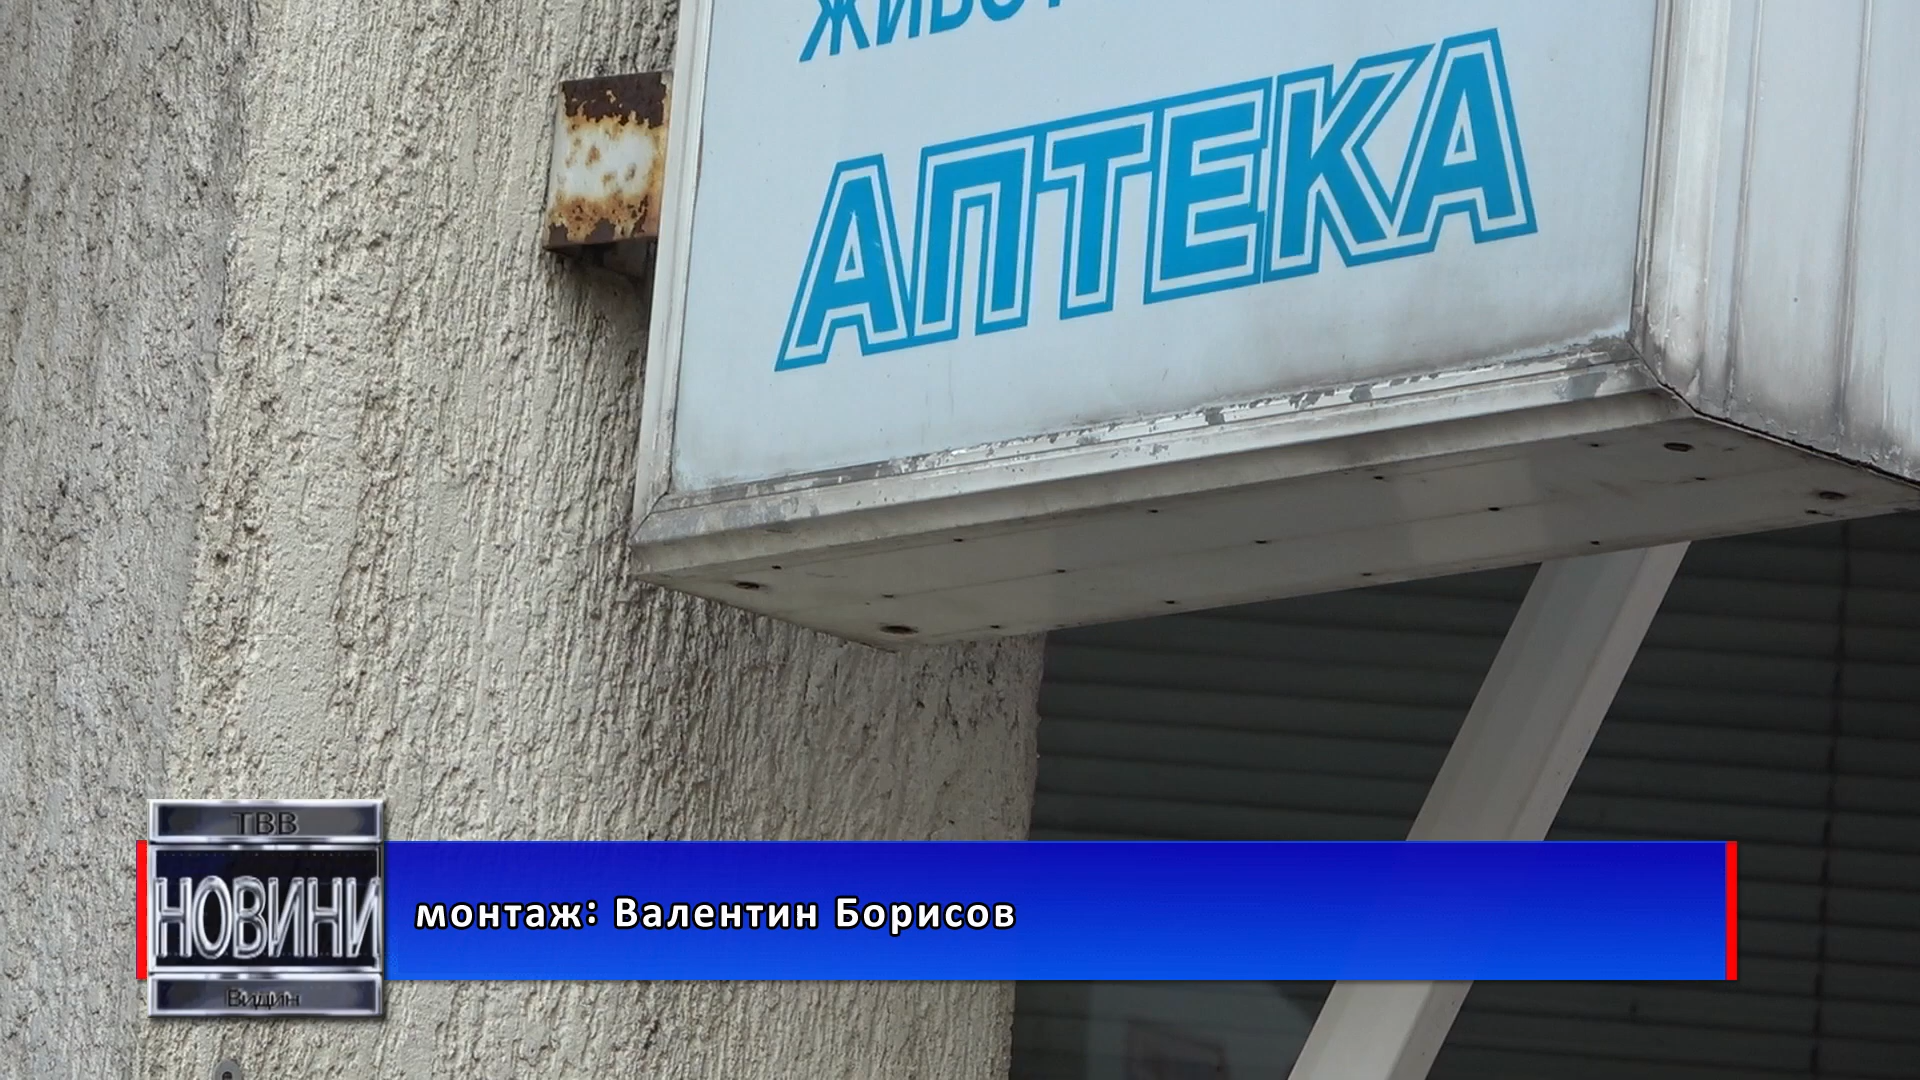 АПТЕКА
ТВВ
НОВИНИ
Видин
монтаж: Валентин Борисов